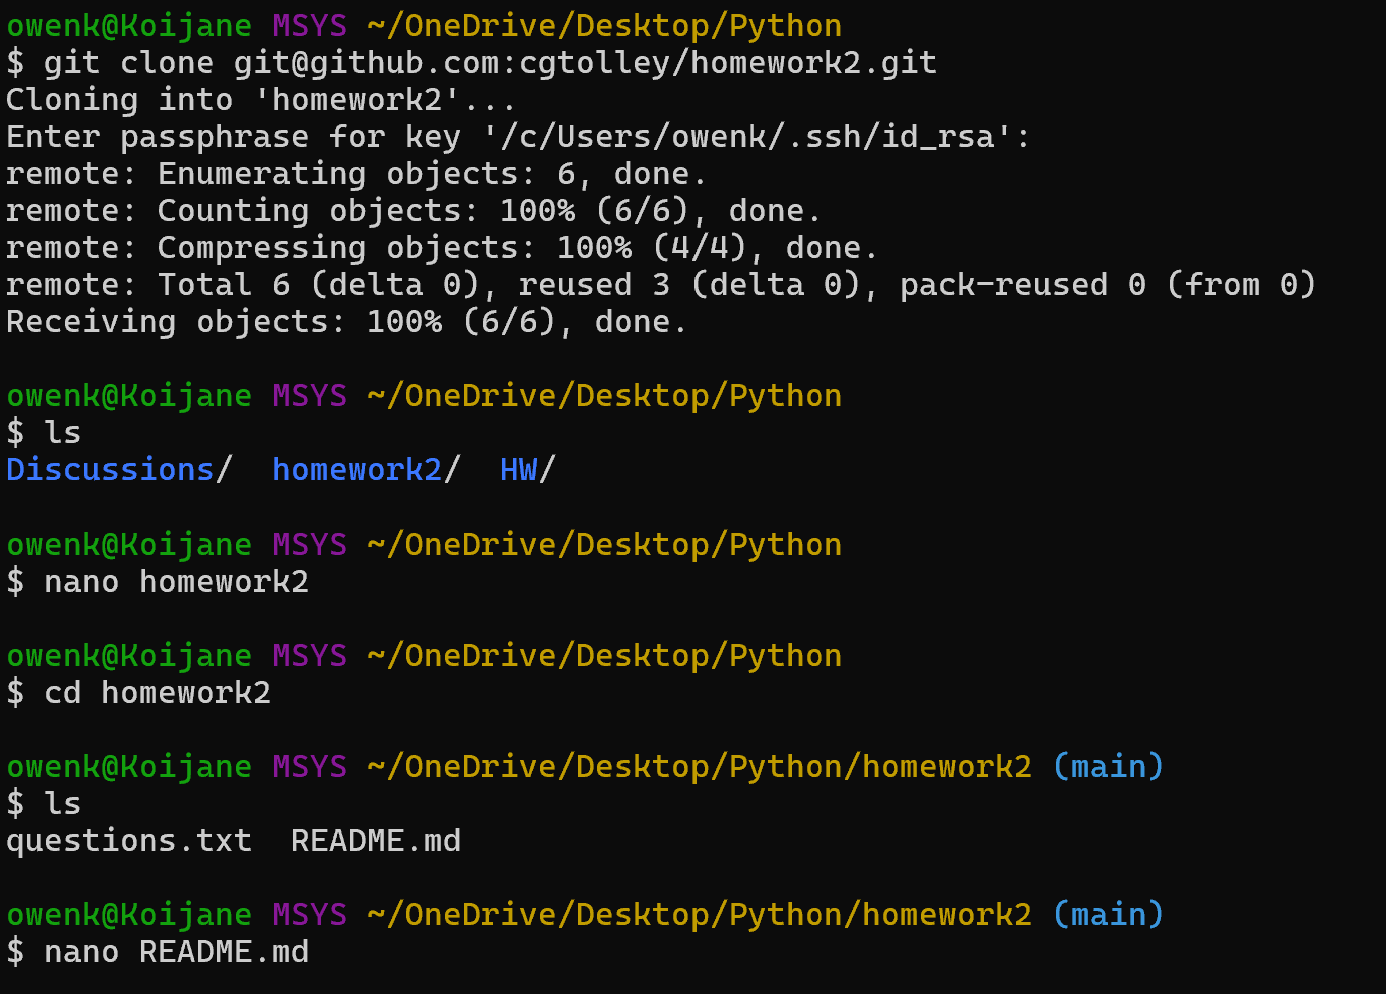 owenk@Koijane MSYS ~/OneDrive/Desktop/Python
$ git clone git@github.com:cgtolley/homework2.git
Cloning into 'homework2'...
Enter passphrase for key '/c/Users/owenk/.ssh/id_rsa':
remote: Enumerating objects: 6, done.
remote: Counting objects: 100% (6/6), done.
remote: Compressing objects: 100% (4/4), done.
remote: Total 6 (delta 0), reused 3 (delta 0), pack-reused 0 (from 0)
Receiving objects: 100% (6/6), done.
owenk@Koijane MSYS ~/OneDrive/Desktop/Python
$ ls
Discussions/  homework2/  HW/
owenk@Koijane MSYS ~/OneDrive/Desktop/Python
$ nano homework2
owenk@Koijane MSYS ~/OneDrive/Desktop/Python
$ cd homework2
owenk@Koijane MSYS ~/OneDrive/Desktop/Python/homework2 (main)
$ ls
questions.txt  README.md
owenk@Koijane MSYS ~/OneDrive/Desktop/Python/homework2 (main)
$ nano README.md